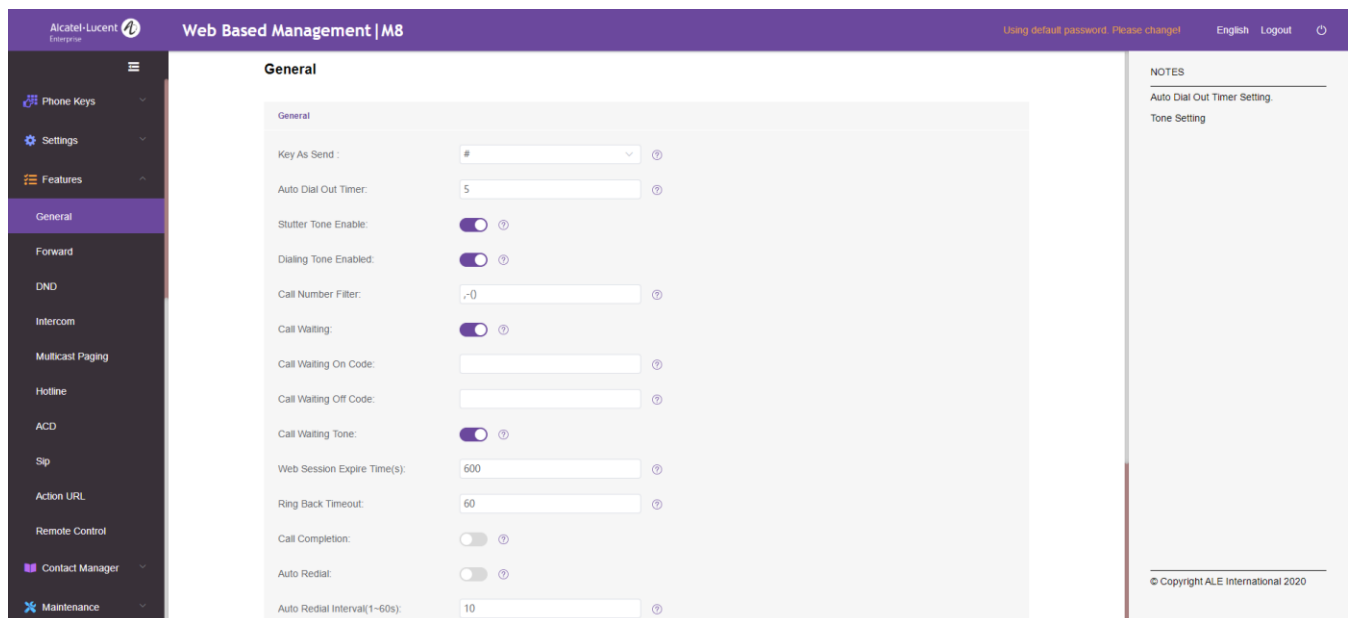 Alcatel-Lucent
Enterprise
Web Based Management | M8
Using default password. Please change!
English Logout
Phone Keys
Settings
Features
General
Forward
DND
Intercom
Multicast Paging
Hotline
ACD
Sip
Action URL
Remote Control
Contact Manager
Maintenance
General
General
Key As Send : #
Auto Dial Out Timer: 5
Stutter Tone Enable:
Dialing Tone Enabled:
Call Number Filter: ,-()
Call Waiting:
Call Waiting On Code:
Call Waiting Off Code:
Call Waiting Tone:
Web Session Expire Time(s): 600
Ring Back Timeout: 60
Call Completion:
Auto Redial:
Auto Redial Interval(1~60s): 10
NOTES
Auto Dial Out Timer Setting.
Tone Setting
© Copyright ALE International 2020